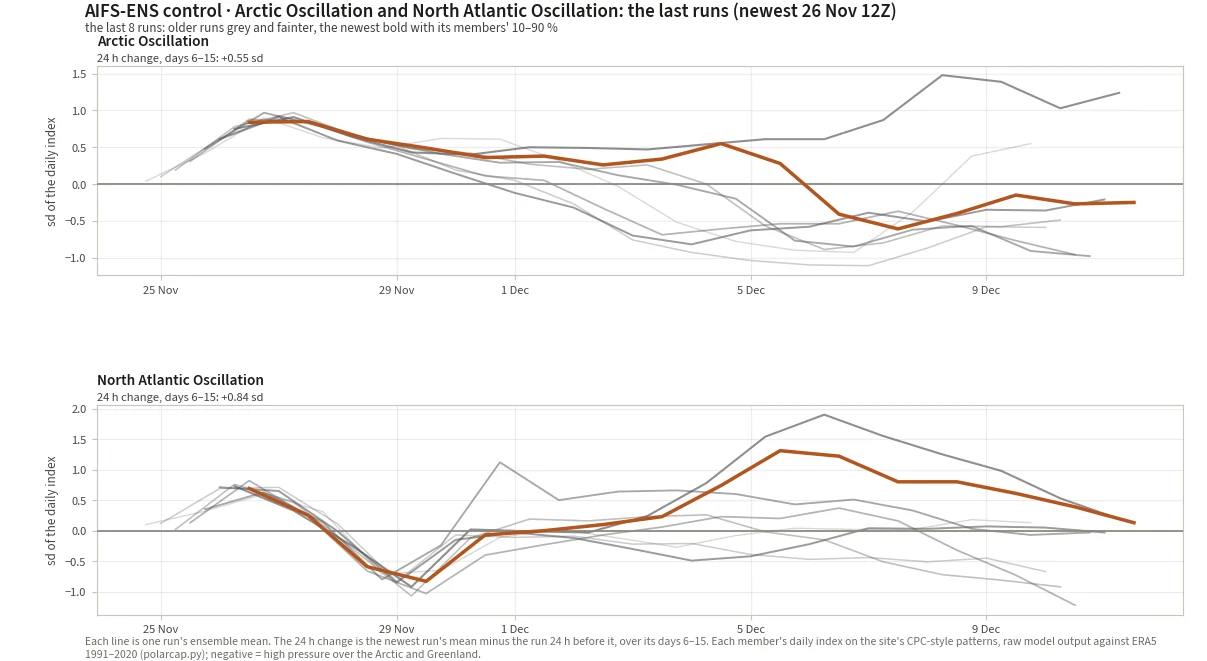 AIFS-ENS control · Arctic Oscillation and North Atlantic Oscillation: the last runs (newest 26 Nov 12Z)
the last 8 runs: older runs grey and fainter, the newest bold with its members' 10–90 %
Arctic Oscillation
24 h change, days 6–15: +0.55 sd
sd of the daily index
1.5
1.0
0.5
0.0
−0.5
−1.0
25 Nov
29 Nov
1 Dec
5 Dec
9 Dec
North Atlantic Oscillation
24 h change, days 6–15: +0.84 sd
sd of the daily index
2.0
1.5
1.0
0.5
0.0
−0.5
−1.0
25 Nov
29 Nov
1 Dec
5 Dec
9 Dec
Each line is one run's ensemble mean. The 24 h change is the newest run's mean minus the run 24 h before it, over its days 6–15. Each member's daily index on the site's CPC-style patterns, raw model output against ERA5
1991–2020 (polarcap.py); negative = high pressure over the Arctic and Greenland.